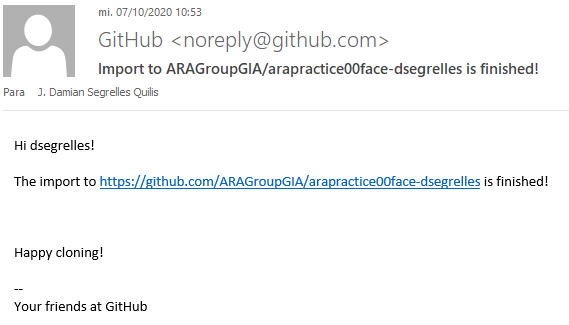 mi. 07/10/2020 10:53
GitHub <noreply@github.com>
Import to ARAGroupGIA/arapractice00face-dsegrelles is finished!
Para J. Damian Segrelles Quilis
Hi dsegrelles!
The import to https://github.com/ARAGroupGIA/arapractice00face-dsegrelles is finished!
Happy cloning!
--
Your friends at GitHub